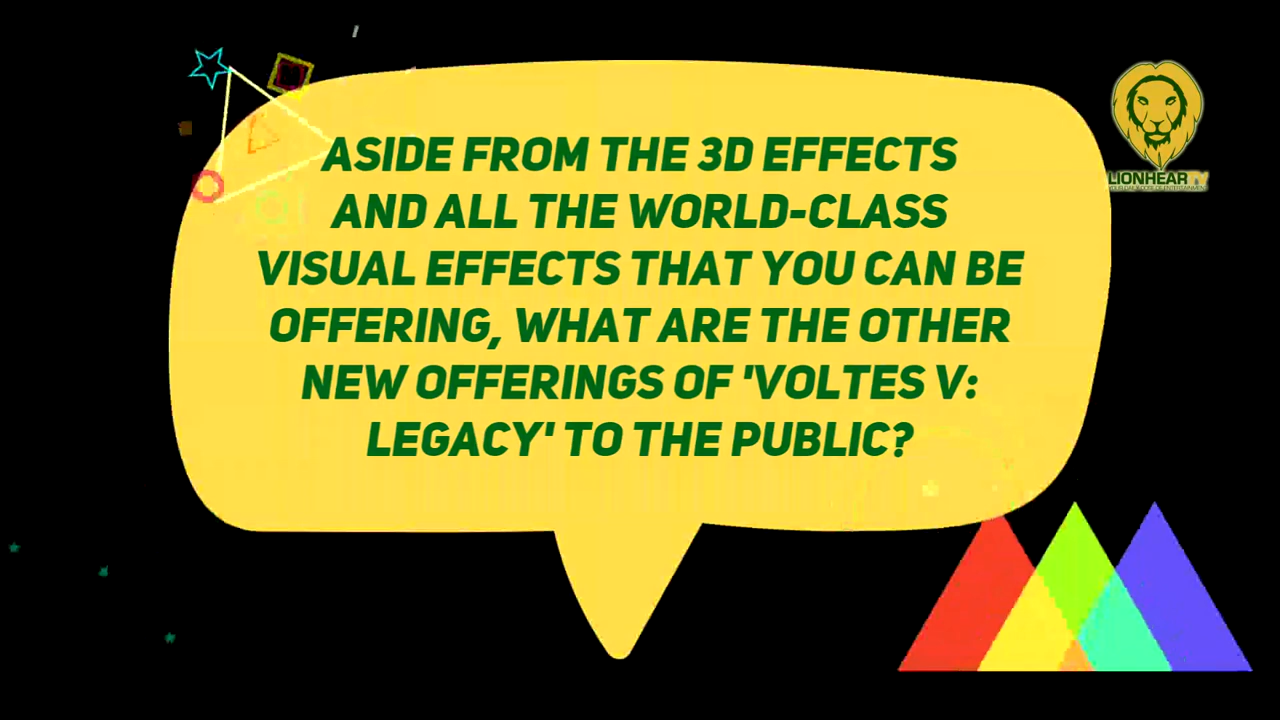 ASIDE FROM THE 3D EFFECTS
AND ALL THE WORLD-CLASS
VISUAL EFFECTS THAT YOU CAN BE
OFFERING, WHAT ARE THE OTHER
NEW OFFERINGS OF 'VOLTES V:
LEGACY' TO THE PUBLIC?
LIONHEARTV